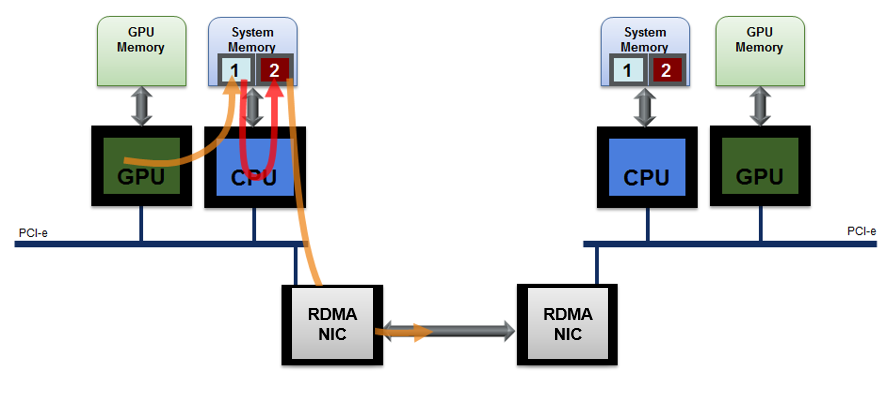 GPU
Memory
System
Memory
1 2
GPU
CPU
PCI-e
RDMA
NIC
System
Memory
1 2
GPU
Memory
CPU
GPU
PCI-e
RDMA
NIC